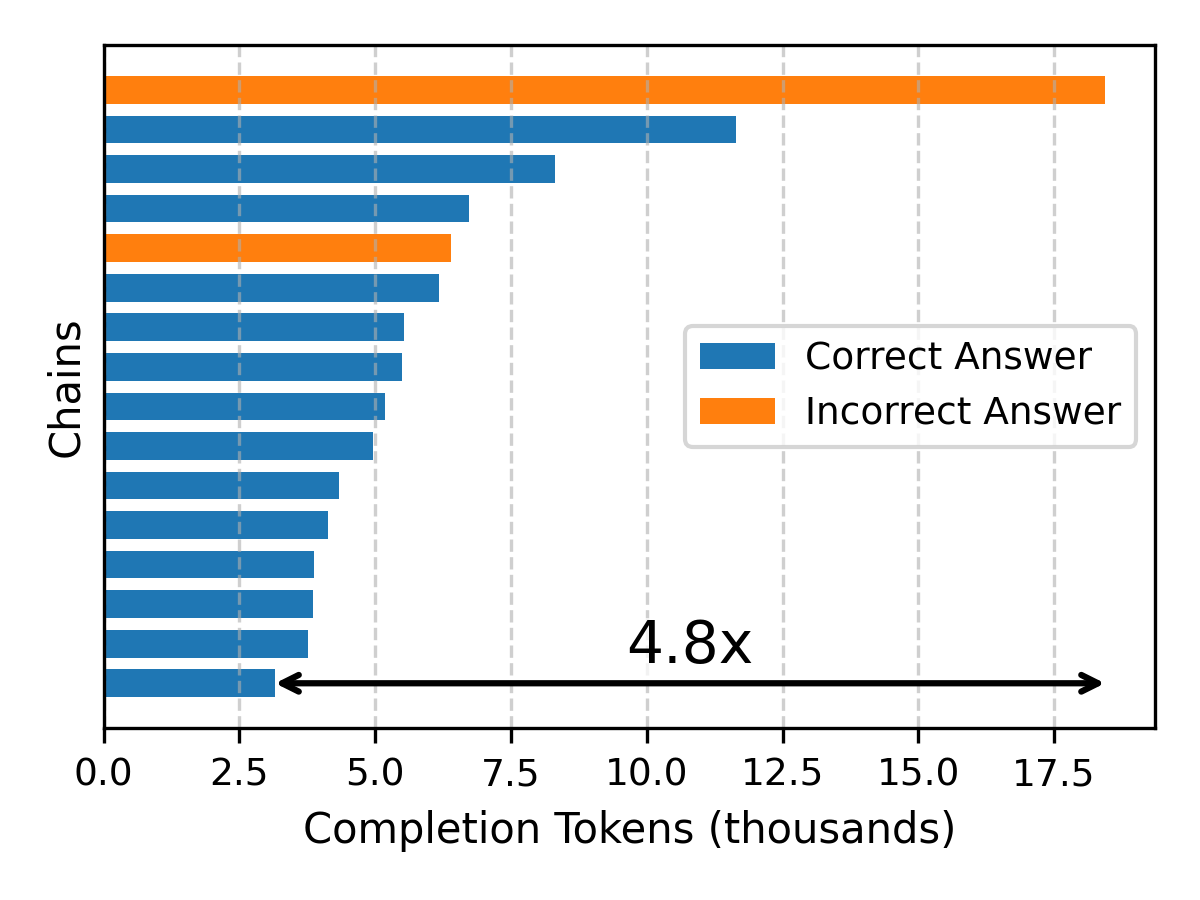 Chains
Correct Answer
Incorrect Answer
4.8x
0.0 2.5 5.0 7.5 10.0 12.5 15.0 17.5
Completion Tokens (thousands)